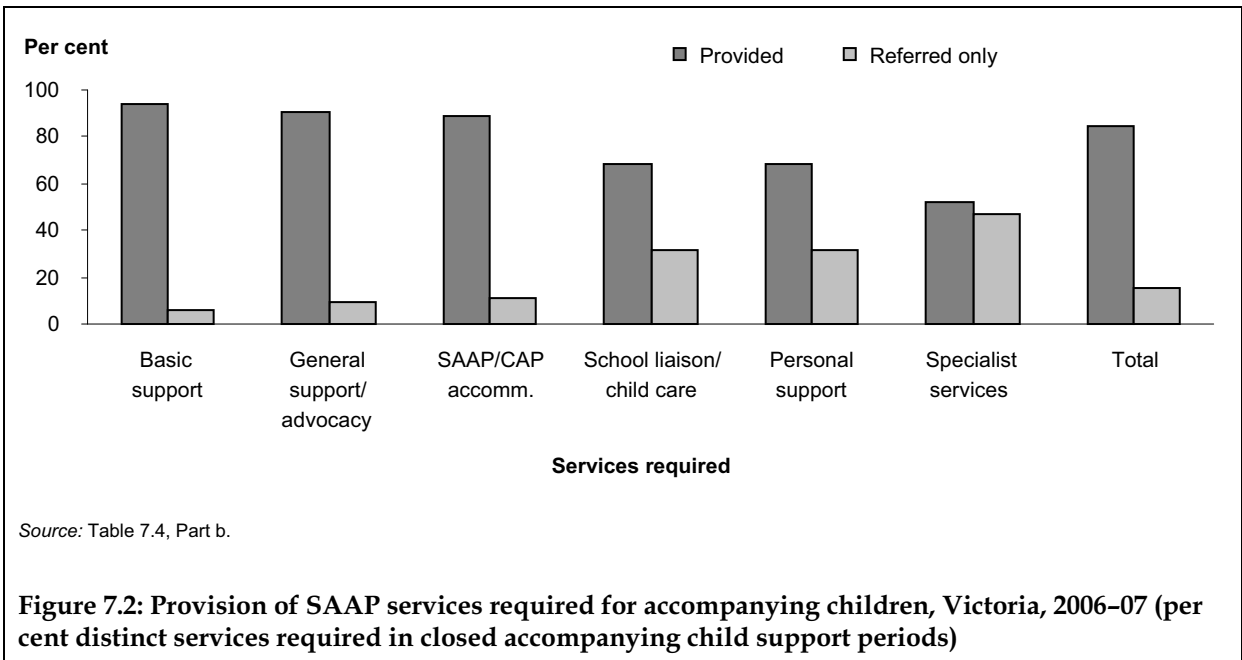 Per cent
Provided
Referred only
100
80
60
40
20
0
Basic
support
General
support/
advocacy
SAAP/CAP
accomm.
School liaison/
child care
Personal
support
Specialist
services
Total
Services required
Source: Table 7.4, Part b.
Figure 7.2: Provision of SAAP services required for accompanying children, Victoria, 2006–07 (per
cent distinct services required in closed accompanying child support periods)